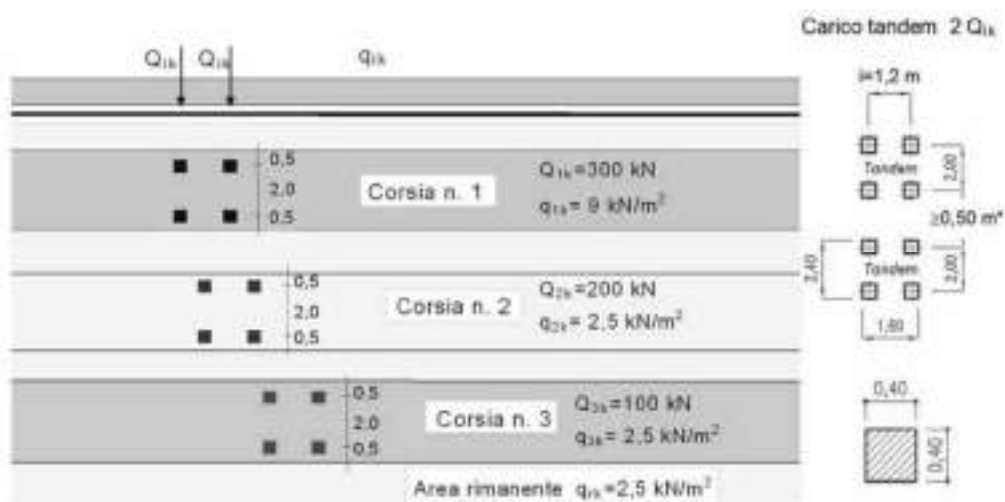 Carico tandem 2 Q₁ₖ
Q₁ₖ Q₁ₖ q₁ₖ
i=1,2 m
0,5
2,0
0,5
Corsia n. 1
Q₁ₖ=300 kN
q₁ₖ= 9 kN/m²
Tandem
2,00
≥0,50 m*
0,5
2,0
0,5
Corsia n. 2
Q₂ₖ=200 kN
q₂ₖ= 2,5 kN/m²
2,40
Tandem
2,00
1,60
0,5
2,0
0,5
Corsia n. 3
Q₃ₖ=100 kN
q₃ₖ= 2,5 kN/m²
0,40
0,40
Area rimanente qᵣₖ=2,5 kN/m²